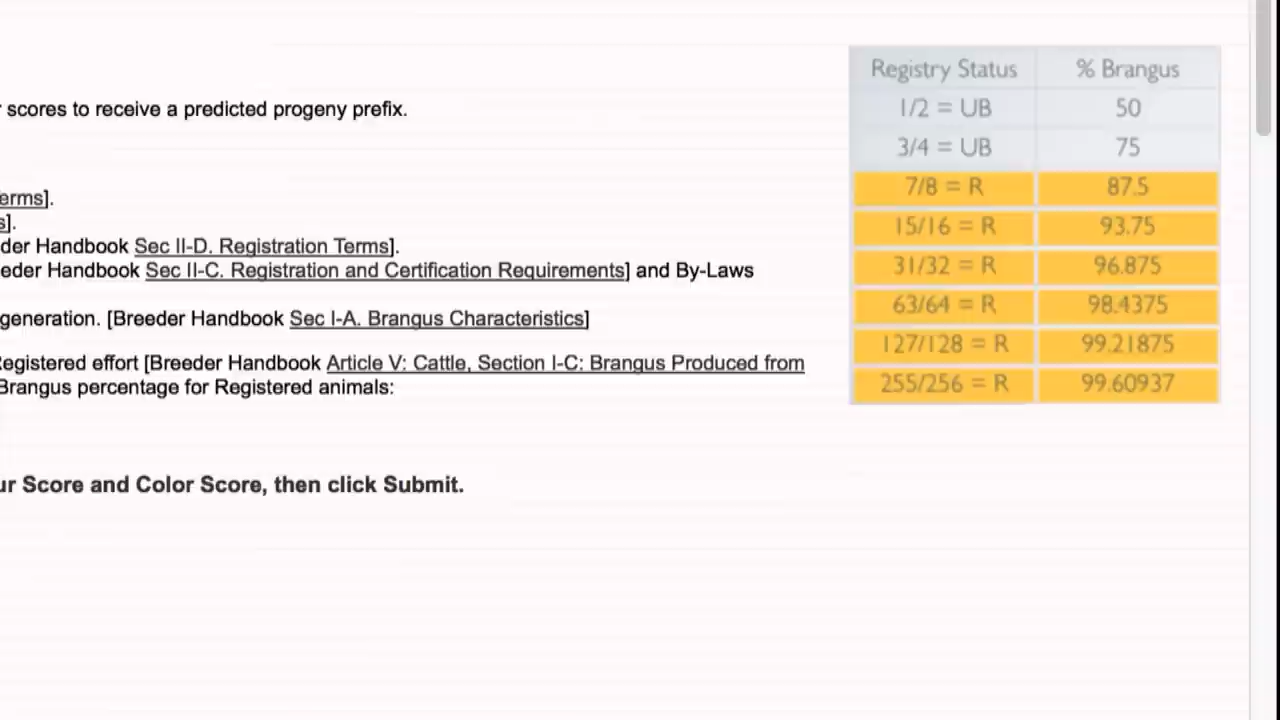 r scores to receive a predicted progeny prefix.
erms].
s].
der Handbook Sec II-D. Registration Terms].
eder Handbook Sec II-C. Registration and Certification Requirements] and By-Laws
generation. [Breeder Handbook Sec I-A. Brangus Characteristics]
Registered effort [Breeder Handbook Article V: Cattle, Section I-C: Brangus Produced from
Brangus percentage for Registered animals:
ur Score and Color Score, then click Submit.
Registry Status % Brangus
1/2 = UB 50
3/4 = UB 75
7/8 = R 87.5
15/16 = R 93.75
31/32 = R 96.875
63/64 = R 98.4375
127/128 = R 99.21875
255/256 = R 99.60937